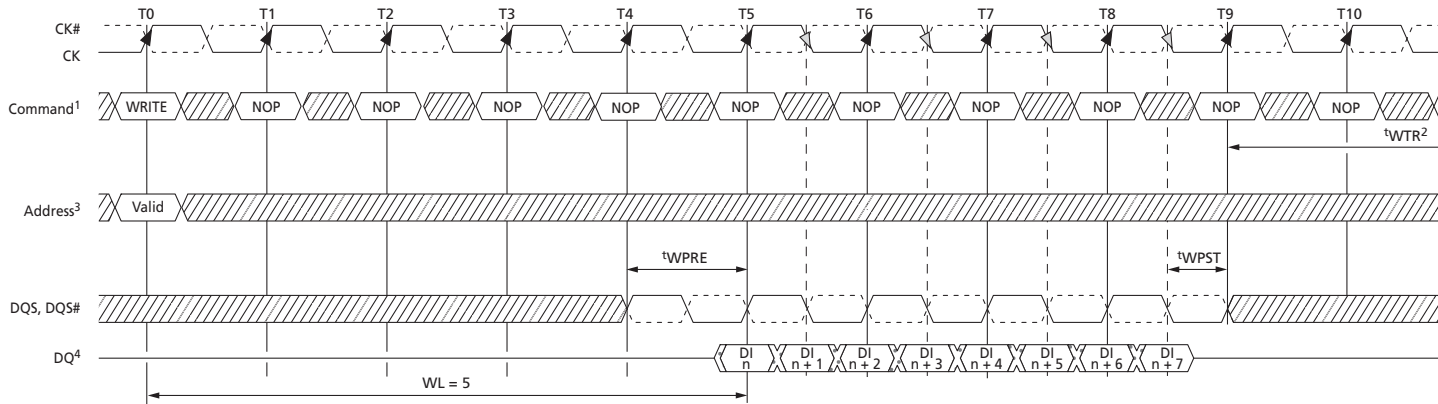 T0 T1 T2 T3 T4 T5 T6 T7 T8 T9 T10
CK#
CK
Command1 WRITE NOP NOP NOP NOP NOP NOP NOP NOP NOP NOP
tWTR2
Address3 Valid
tWPRE tWPST
DQS, DQS#
DQ4 DI n DI n + 1 DI n + 2 DI n + 3 DI n + 4 DI n + 5 DI n + 6 DI n + 7
WL = 5